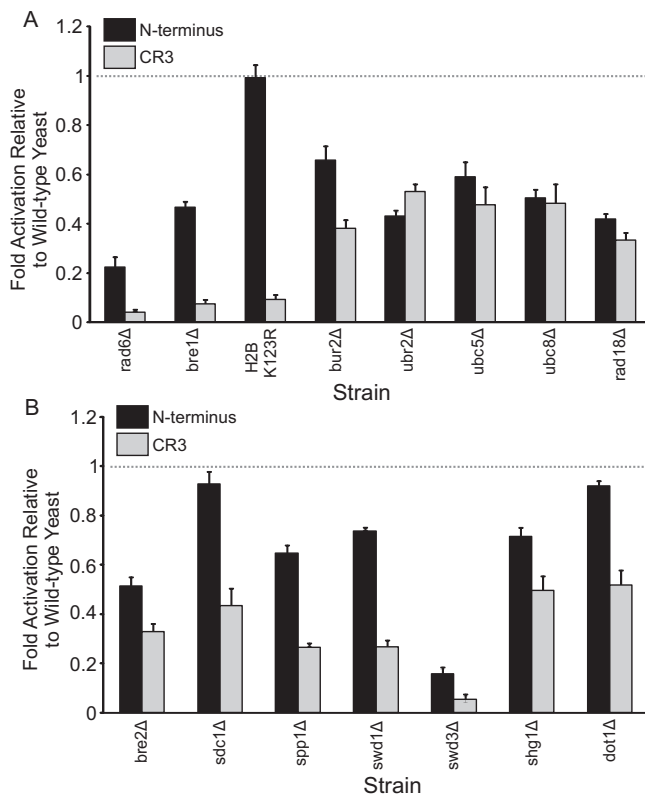 A
N-terminus
CR3
Fold Activation Relative
to Wild-type Yeast
1.2
1
0.8
0.6
0.4
0.2
0
rad6Δ
bre1Δ
H2B
K123R
bur2Δ
ubr2Δ
ubc5Δ
ubc8Δ
rad18Δ
Strain
B
N-terminus
CR3
Fold Activation Relative
to Wild-type Yeast
1.2
1
0.8
0.6
0.4
0.2
0
bre2Δ
sdc1Δ
spp1Δ
swd1Δ
swd3Δ
shg1Δ
dot1Δ
Strain